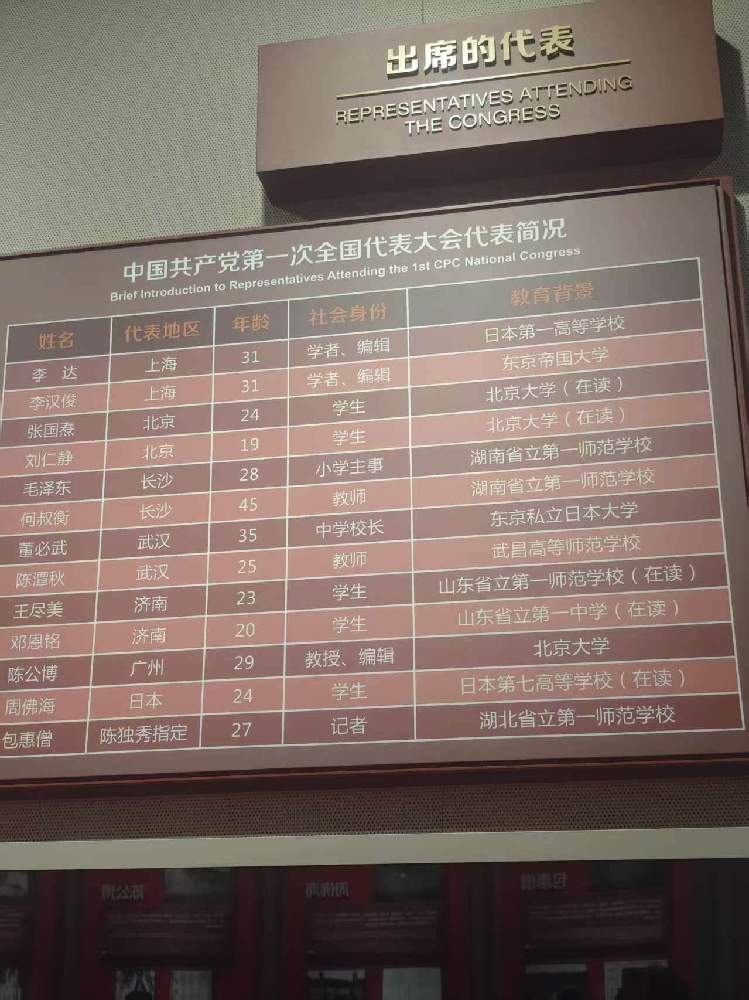 出席的代表
REPRESENTATIVES ATTENDING
THE CONGRESS
中国共产党第一次全国代表大会代表简况
Brief Introduction to Representatives Attending the 1st CPC National Congress
姓名 代表地区 年龄 社会身份 教育背景
李 达 上海 31 学者、编辑 日本第一高等学校
李汉俊 上海 31 学者、编辑 东京帝国大学
张国焘 北京 24 学生 北京大学（在读）
刘仁静 北京 19 学生 北京大学（在读）
毛泽东 长沙 28 小学主事 湖南省立第一师范学校
何叔衡 长沙 45 教师 湖南省立第一师范学校
董必武 武汉 35 中学校长 东京私立日本大学
陈潭秋 武汉 25 教师 武昌高等师范学校
王尽美 济南 23 学生 山东省立第一师范学校（在读）
邓恩铭 济南 20 学生 山东省立第一中学（在读）
陈公博 广州 29 教授、编辑 北京大学
周佛海 日本 24 学生 日本第七高等学校（在读）
包惠僧 陈独秀指定 27 记者 湖北省立第一师范学校
陈公博 周佛海 包惠僧